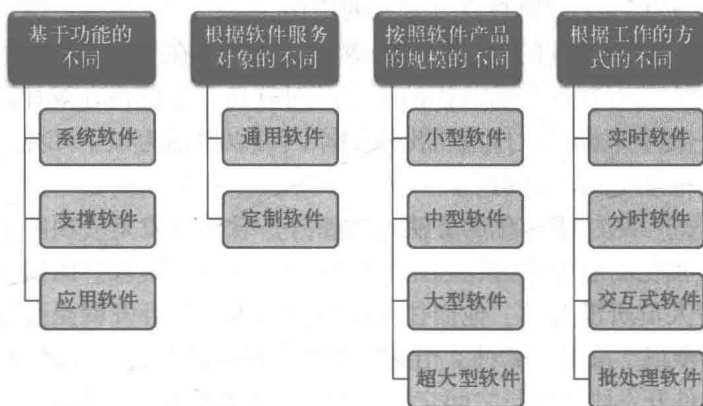 基于功能的
不同
系统软件
支撑软件
应用软件
根据软件服务
对象的不同
通用软件
定制软件
按照软件产品
的规模的不同
小型软件
中型软件
大型软件
超大型软件
根据工作的方
式的不同
实时软件
分时软件
交互式软件
批处理软件